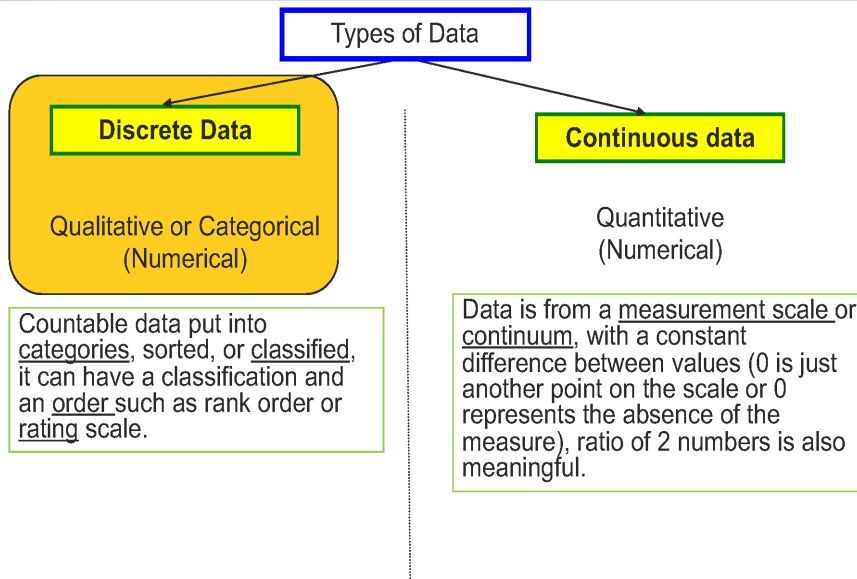 Types of Data
Discrete Data
Qualitative or Categorical
(Numerical)
Countable data put into
categories, sorted, or classified,
it can have a classification and
an order such as rank order or
rating scale.
Continuous data
Quantitative
(Numerical)
Data is from a measurement scale or
continuum, with a constant
difference between values (0 is just
another point on the scale or 0
represents the absence of the
measure), ratio of 2 numbers is also
meaningful.